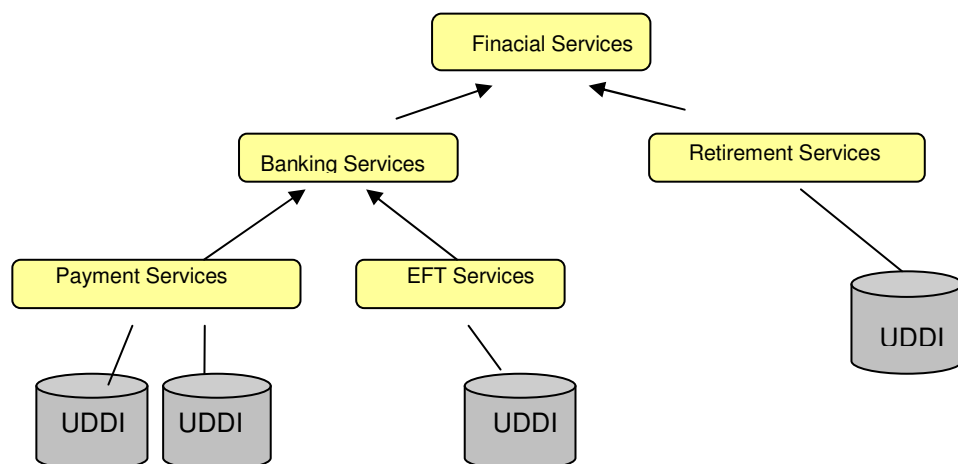 Finacial Services
Banking Services
Retirement Services
Payment Services
EFT Services
UDDI
UDDI
UDDI
UDDI